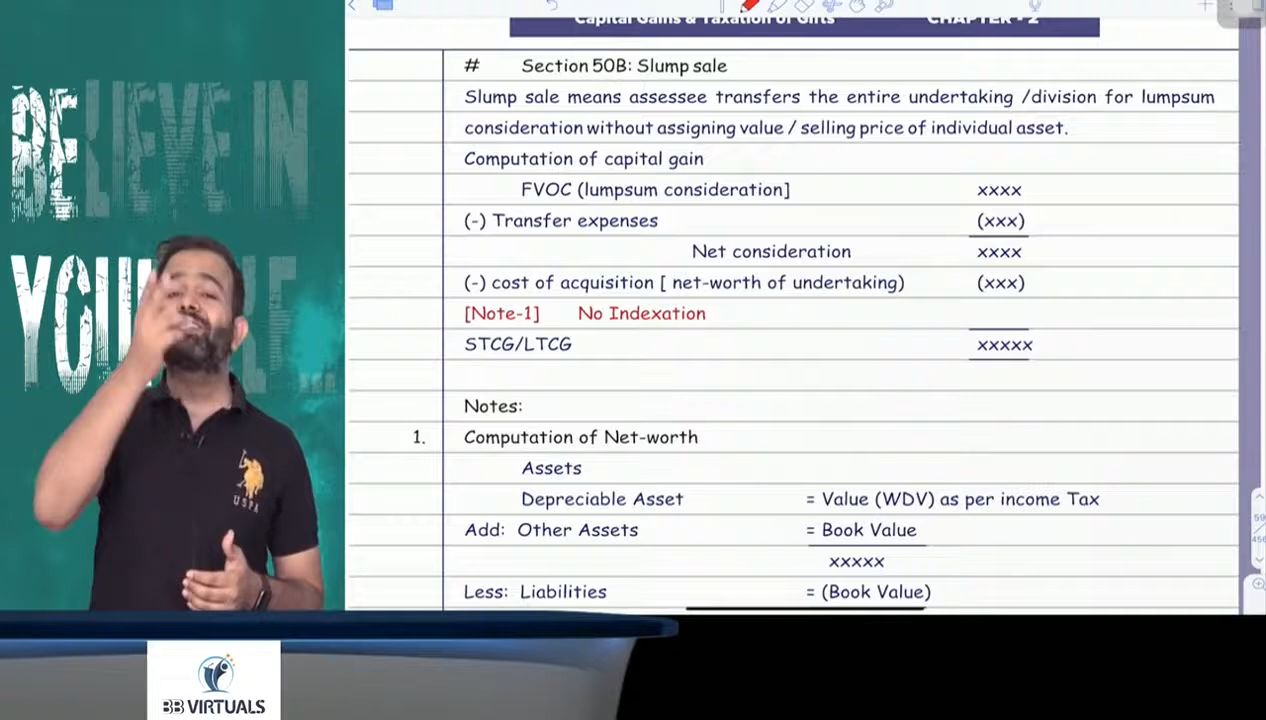 BELIEVE IN
YOURSELF
USPA
BB VIRTUALS
Capital Gains & Taxation of Gifts CHAPTER - 2
# Section 50B: Slump sale
Slump sale means assessee transfers the entire undertaking /division for lumpsum
consideration without assigning value / selling price of individual asset.
Computation of capital gain
FVOC (lumpsum consideration] xxxx
(-) Transfer expenses (xxx)
Net consideration xxxx
(-) cost of acquisition [ net-worth of undertaking) (xxx)
[Note-1] No Indexation
STCG/LTCG xxxxx
Notes:
1. Computation of Net-worth
Assets
Depreciable Asset = Value (WDV) as per income Tax
Add: Other Assets = Book Value
xxxxx
Less: Liabilities = (Book Value)
59
456